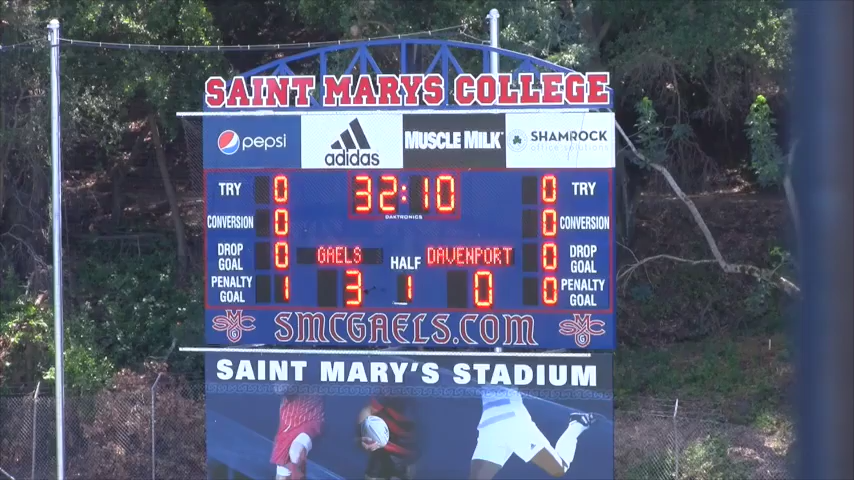 SAINT MARYS COLLEGE
pepsi adidas MUSCLE MILK SHAMROCK
office solutions
TRY 0 32:10 0 TRY
DAKTRONICS
CONVERSION 0 0 CONVERSION
DROP GOAL 0 GAELS HALF DAVENPORT 0 DROP GOAL
PENALTY GOAL 1 3 1 0 0 PENALTY GOAL
SMCGAELS.COM
SAINT MARY'S STADIUM